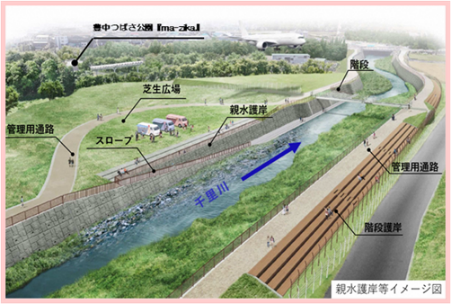 豊中つばさ公園『ma-zika』
階段
芝生広場
親水護岸
管理用通路
スロープ
管理用通路
千里川
階段護岸
親水護岸等イメージ図